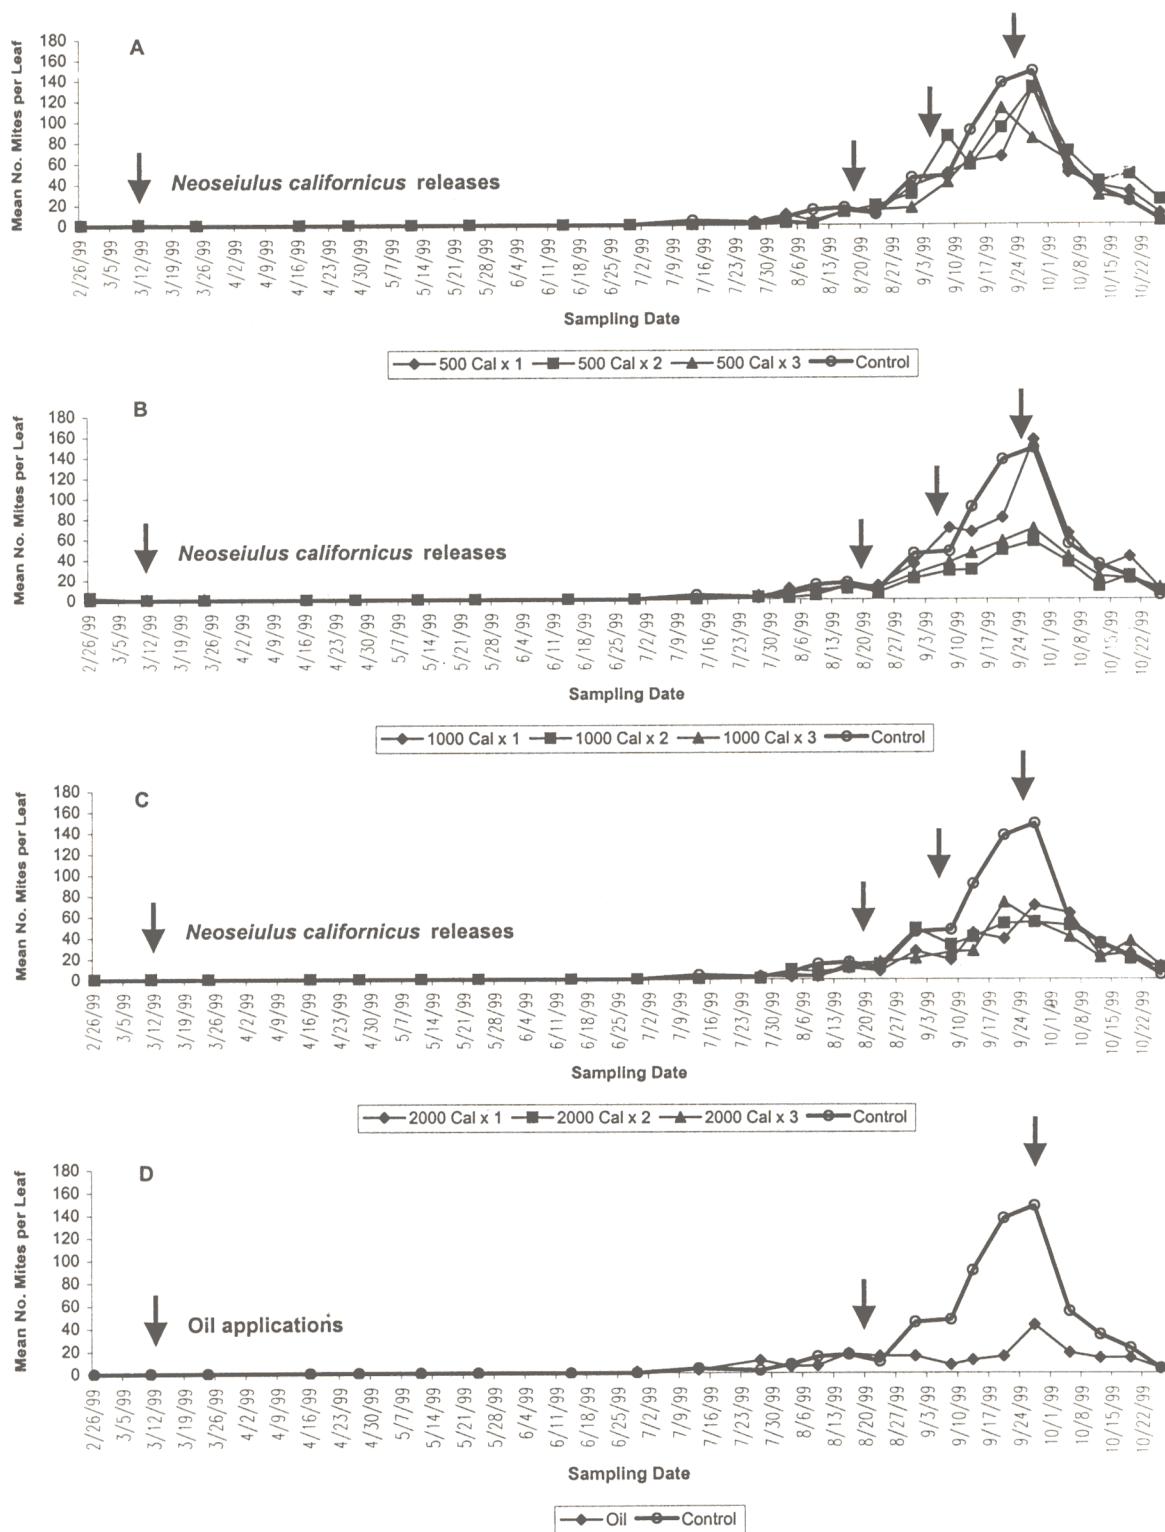 A
Mean No. Mites per Leaf
180
160
140
120
100
80
60
40
20
0
Neoseiulus californicus releases
2/26/99 3/5/99 3/12/99 3/19/99 3/26/99 4/2/99 4/9/99 4/16/99 4/23/99 4/30/99 5/7/99 5/14/99 5/21/99 5/28/99 6/4/99 6/11/99 6/18/99 6/25/99 7/2/99 7/9/99 7/16/99 7/23/99 7/30/99 8/6/99 8/13/99 8/20/99 8/27/99 9/3/99 9/10/99 9/17/99 9/24/99 10/1/99 10/8/99 10/15/99 10/22/99
Sampling Date
500 Cal x 1 500 Cal x 2 500 Cal x 3 Control
B
Mean No. Mites per Leaf
180
160
140
120
100
80
60
40
20
0
Neoseiulus californicus releases
2/26/99 3/5/99 3/12/99 3/19/99 3/26/99 4/2/99 4/9/99 4/16/99 4/23/99 4/30/99 5/7/99 5/14/99 5/21/99 5/28/99 6/4/99 6/11/99 6/18/99 6/25/99 7/2/99 7/9/99 7/16/99 7/23/99 7/30/99 8/6/99 8/13/99 8/20/99 8/27/99 9/3/99 9/10/99 9/17/99 9/24/99 10/1/99 10/8/99 10/15/99 10/22/99
Sampling Date
1000 Cal x 1 1000 Cal x 2 1000 Cal x 3 Control
C
Mean No. Mites per Leaf
180
160
140
120
100
80
60
40
20
0
Neoseiulus californicus releases
2/26/99 3/5/99 3/12/99 3/19/99 3/26/99 4/2/99 4/9/99 4/16/99 4/23/99 4/30/99 5/7/99 5/14/99 5/21/99 5/28/99 6/4/99 6/11/99 6/18/99 6/25/99 7/2/99 7/9/99 7/16/99 7/23/99 7/30/99 8/6/99 8/13/99 8/20/99 8/27/99 9/3/99 9/10/99 9/17/99 9/24/99 10/1/99 10/8/99 10/15/99 10/22/99
Sampling Date
2000 Cal x 1 2000 Cal x 2 2000 Cal x 3 Control
D
Mean No. Mites per Leaf
180
160
140
120
100
80
60
40
20
0
Oil applications
2/26/99 3/5/99 3/12/99 3/19/99 3/26/99 4/2/99 4/9/99 4/16/99 4/23/99 4/30/99 5/7/99 5/14/99 5/21/99 5/28/99 6/4/99 6/11/99 6/18/99 6/25/99 7/2/99 7/9/99 7/16/99 7/23/99 7/30/99 8/6/99 8/13/99 8/20/99 8/27/99 9/3/99 9/10/99 9/17/99 9/24/99 10/1/99 10/8/99 10/15/99 10/22/99
Sampling Date
Oil Control